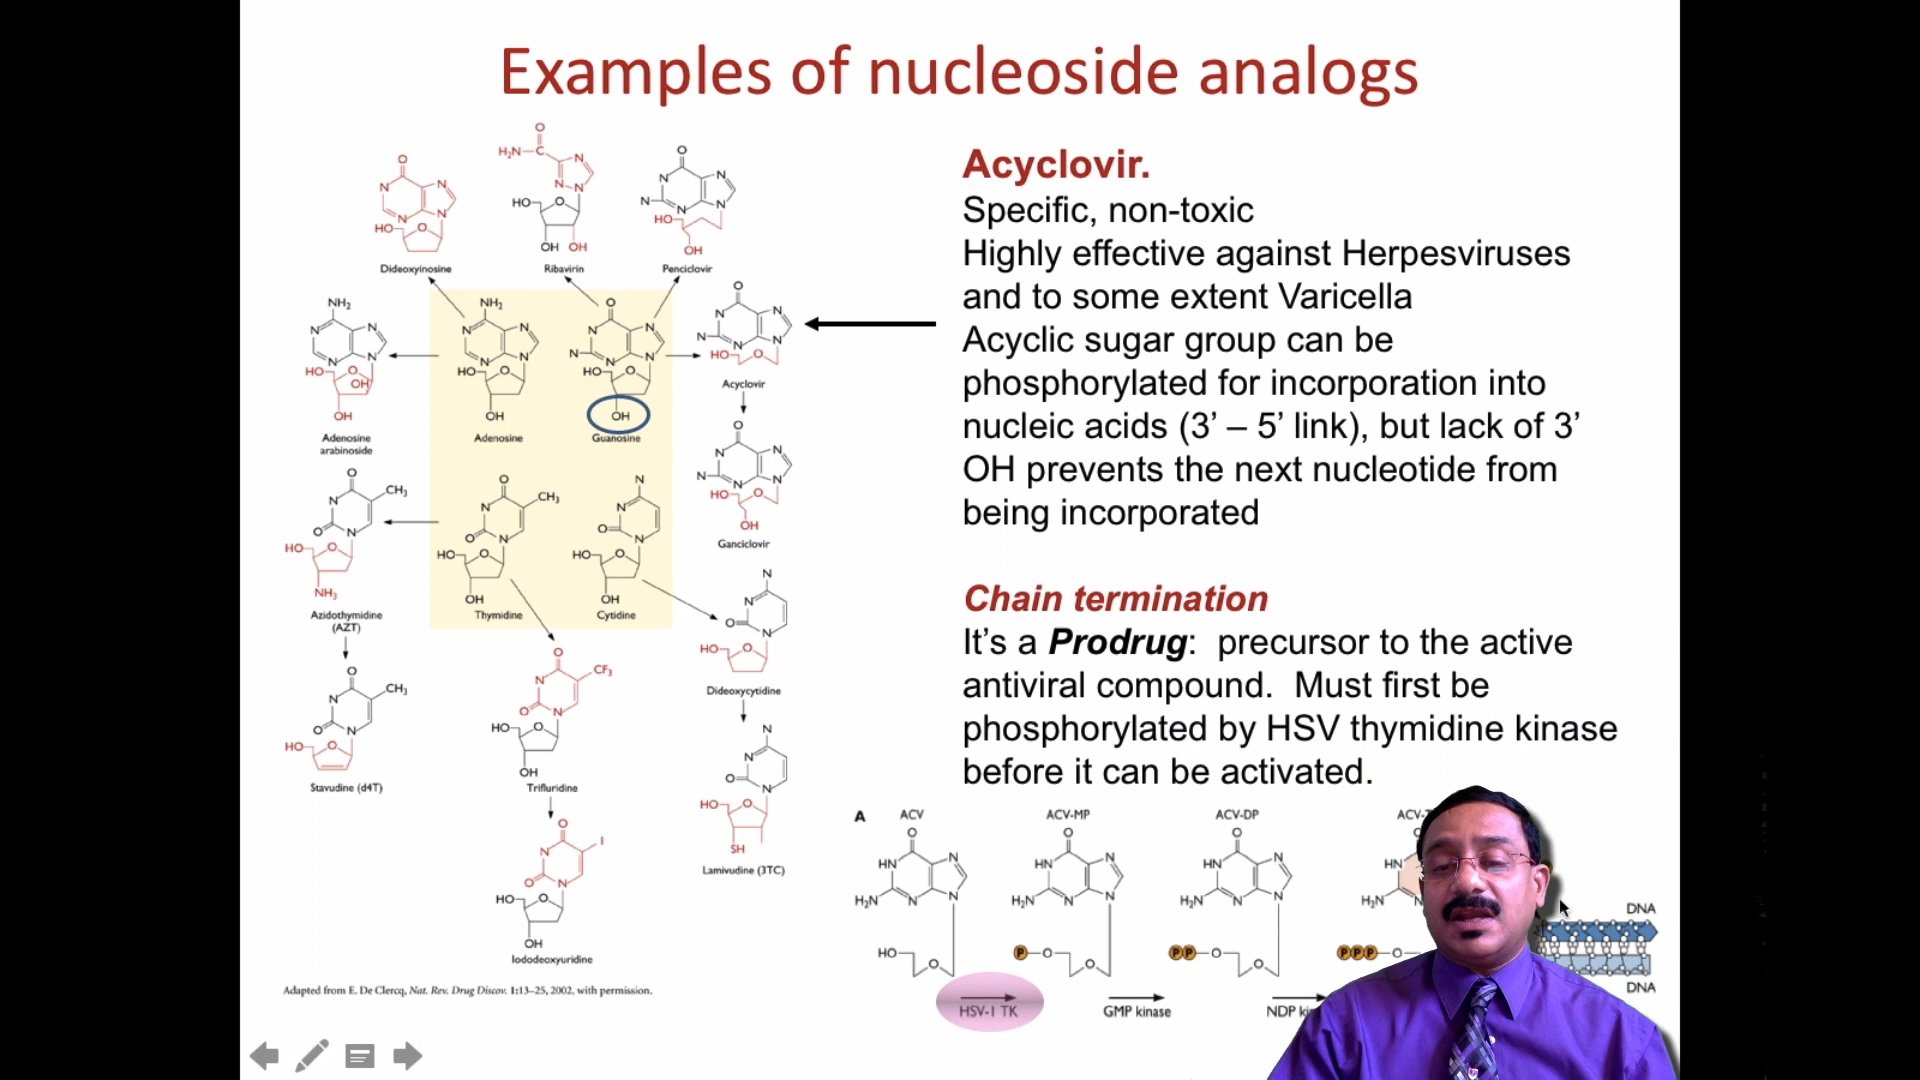 Examples of nucleoside analogs
Acyclovir.
Specific, non-toxic
Highly effective against Herpesviruses
and to some extent Varicella
Acyclic sugar group can be
phosphorylated for incorporation into
nucleic acids (3’ – 5’ link), but lack of 3’
OH prevents the next nucleotide from
being incorporated
Chain termination
It’s a Prodrug: precursor to the active
antiviral compound. Must first be
phosphorylated by HSV thymidine kinase
before it can be activated.
Dideoxyinosine
Ribavirin
Penciclovir
Adenosine
arabinoside
Adenosine
Guanosine
Acyclovir
Ganciclovir
Azidothymidine
(AZT)
Thymidine
Cytidine
Dideoxycytidine
Stavudine (d4T)
Trifluridine
Lamivudine (3TC)
Iododeoxyuridine
Adapted from E. De Clercq, Nat. Rev. Drug Discov. 1:13–25, 2002, with permission.
A
ACV
ACV-MP
ACV-DP
HSV-1 TK
GMP kinase
NDP
DNA
DNA